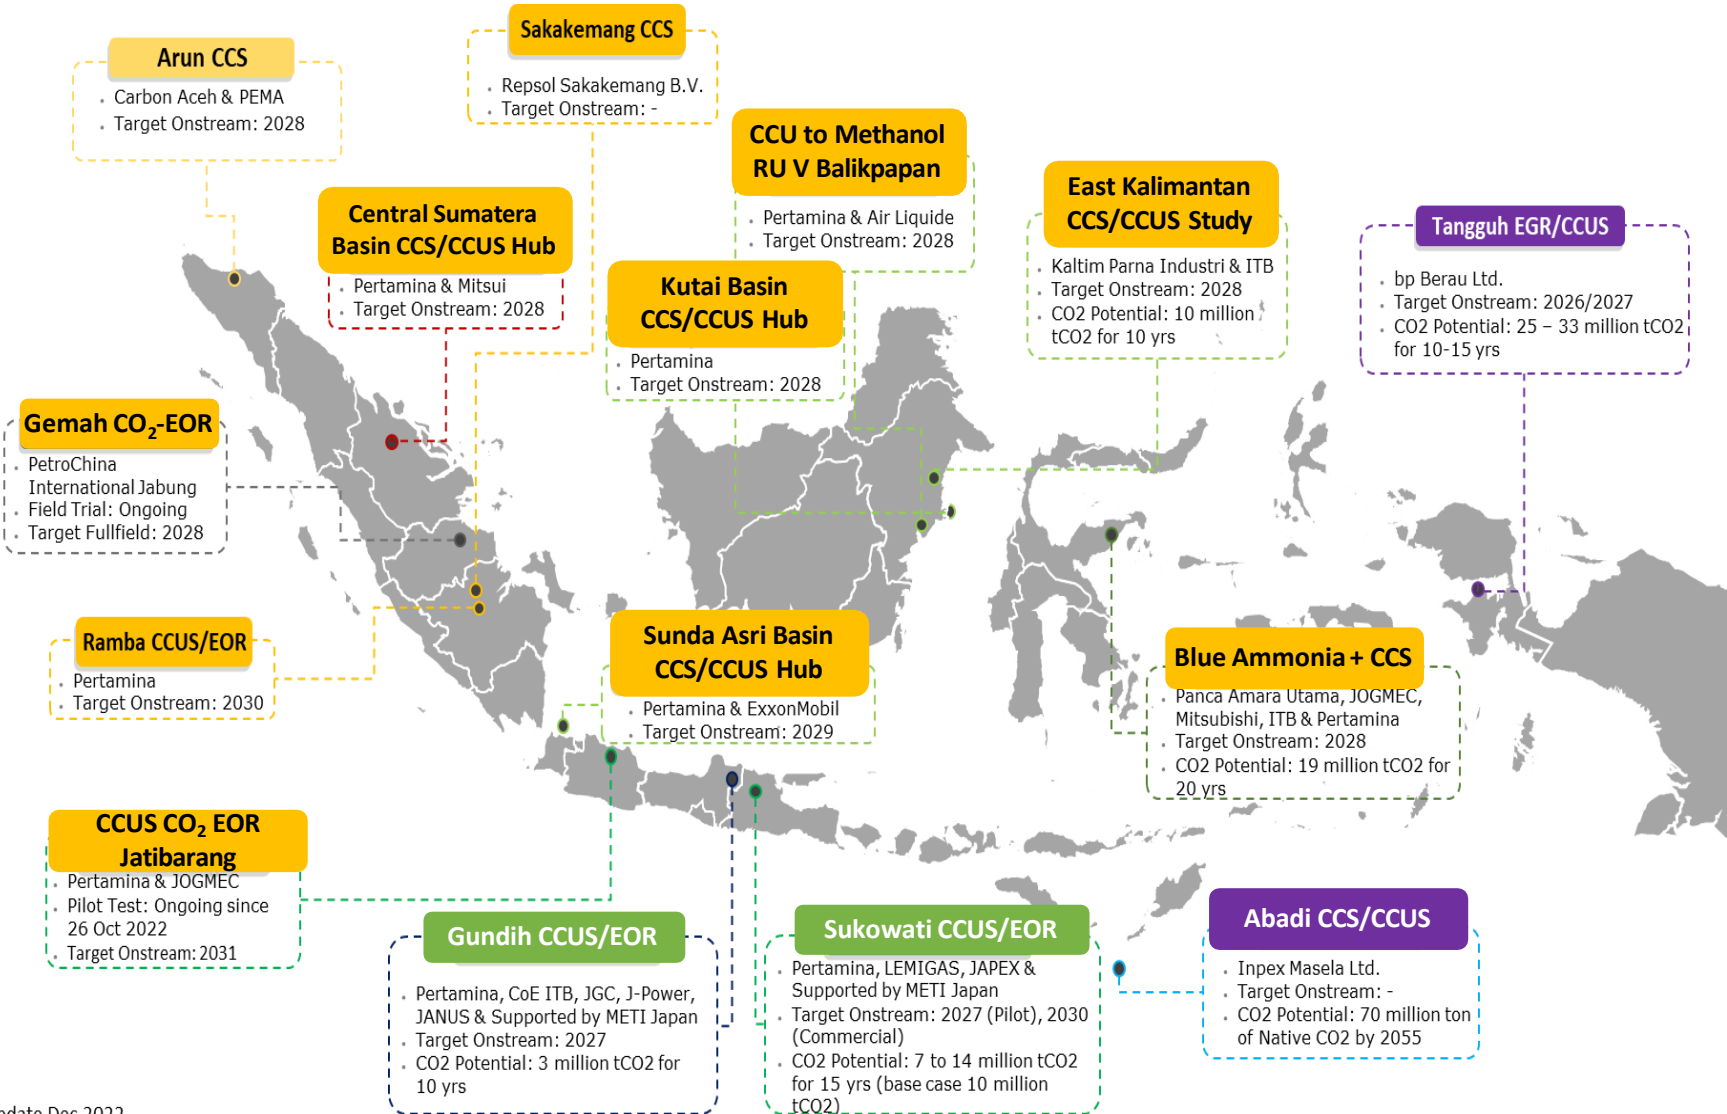 Sakakemang CCS
. Repsol Sakakemang B.V.
. Target Onstream: -
Arun CCS
. Carbon Aceh & PEMA
. Target Onstream: 2028
CCU to Methanol
RU V Balikpapan
. Pertamina & Air Liquide
. Target Onstream: 2028
East Kalimantan
CCS/CCUS Study
. Kaltim Parna Industri & ITB
. Target Onstream: 2028
. CO2 Potential: 10 million
tCO2 for 10 yrs
Tangguh EGR/CCUS
. bp Berau Ltd.
. Target Onstream: 2026/2027
. CO2 Potential: 25 – 33 million tCO2
for 10-15 yrs
Central Sumatera
Basin CCS/CCUS Hub
. Pertamina & Mitsui
. Target Onstream: 2028
Kutai Basin
CCS/CCUS Hub
. Pertamina
. Target Onstream: 2028
Gemah CO2-EOR
. PetroChina
International Jabung
. Field Trial: Ongoing
. Target Fullfield: 2028
Ramba CCUS/EOR
. Pertamina
. Target Onstream: 2030
Sunda Asri Basin
CCS/CCUS Hub
. Pertamina & ExxonMobil
. Target Onstream: 2029
Blue Ammonia + CCS
. Panca Amara Utama, JOGMEC,
Mitsubishi, ITB & Pertamina
. Target Onstream: 2028
. CO2 Potential: 19 million tCO2 for
20 yrs
CCUS CO2 EOR
Jatibarang
. Pertamina & JOGMEC
. Pilot Test: Ongoing since
26 Oct 2022
. Target Onstream: 2031
Gundih CCUS/EOR
. Pertamina, CoE ITB, JGC, J-Power,
JANUS & Supported by METI Japan
. Target Onstream: 2027
. CO2 Potential: 3 million tCO2 for
10 yrs
Sukowati CCUS/EOR
. Pertamina, LEMIGAS, JAPEX &
Supported by METI Japan
. Target Onstream: 2027 (Pilot), 2030
(Commercial)
. CO2 Potential: 7 to 14 million tCO2
for 15 yrs (base case 10 million
tCO2)
Abadi CCS/CCUS
. Inpex Masela Ltd.
. Target Onstream: -
. CO2 Potential: 70 million ton
of Native CO2 by 2055
Dec 2022